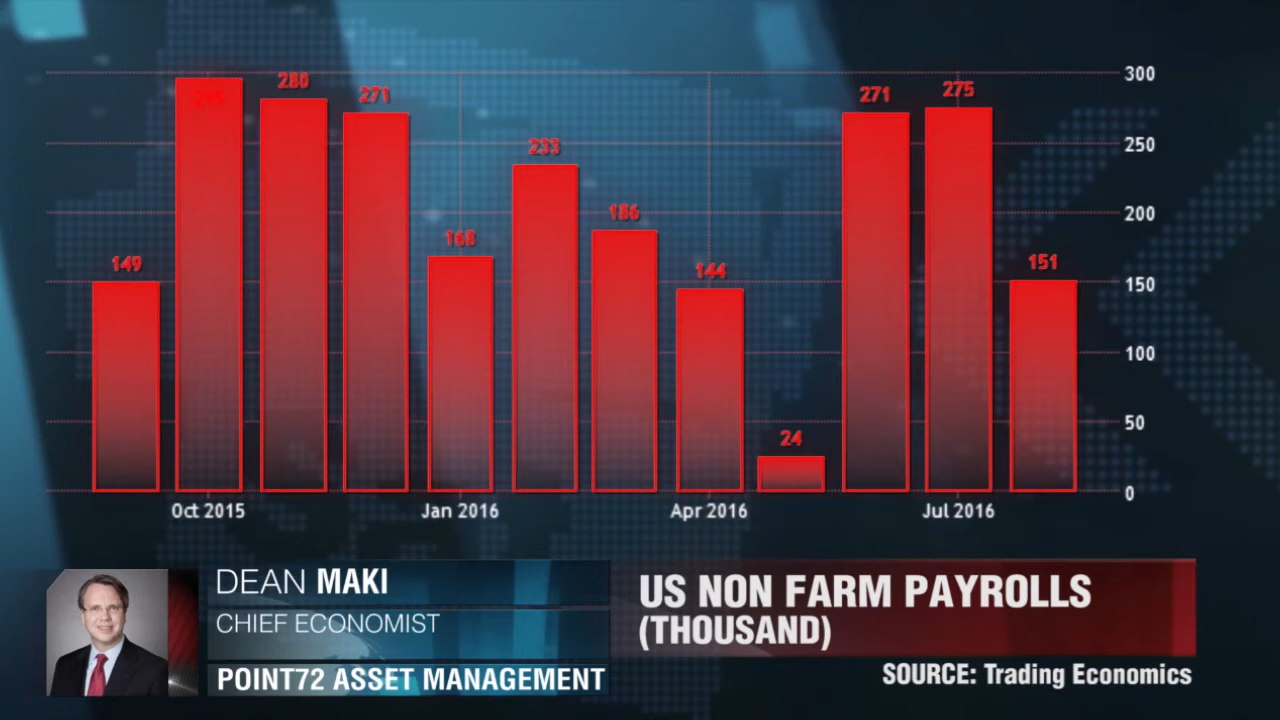 280
275
271
271
300
233
250
186
200
168
144
149
151
150
100
24
50
0
Oct 2015
Jan 2016
Apr 2016
Jul 2016
DEAN MAKI
CHIEF ECONOMIST
POINT72 ASSET MANAGEMENT
US NON FARM PAYROLLS
(THOUSAND)
SOURCE: Trading Economics